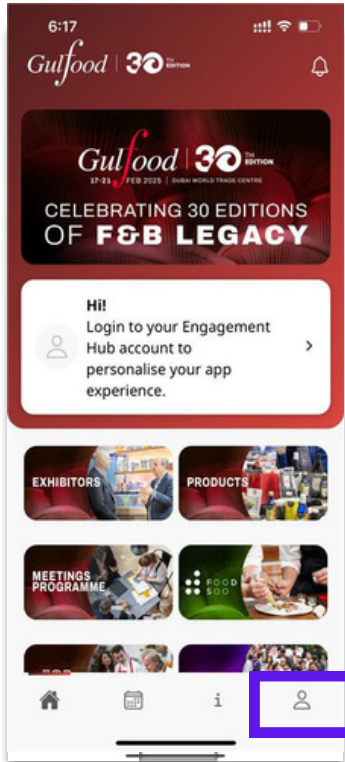 6:17
Gulfood 30 TH EDITION
Gulfood 30 TH EDITION
17-21 FEB 2025 | DUBAI WORLD TRADE CENTRE
CELEBRATING 30 EDITIONS
OF F&B LEGACY
Hi!
Login to your Engagement
Hub account to
personalise your app
experience.
EXHIBITORS
PRODUCTS
MEETINGS
PROGRAMME
FOOD
500
i